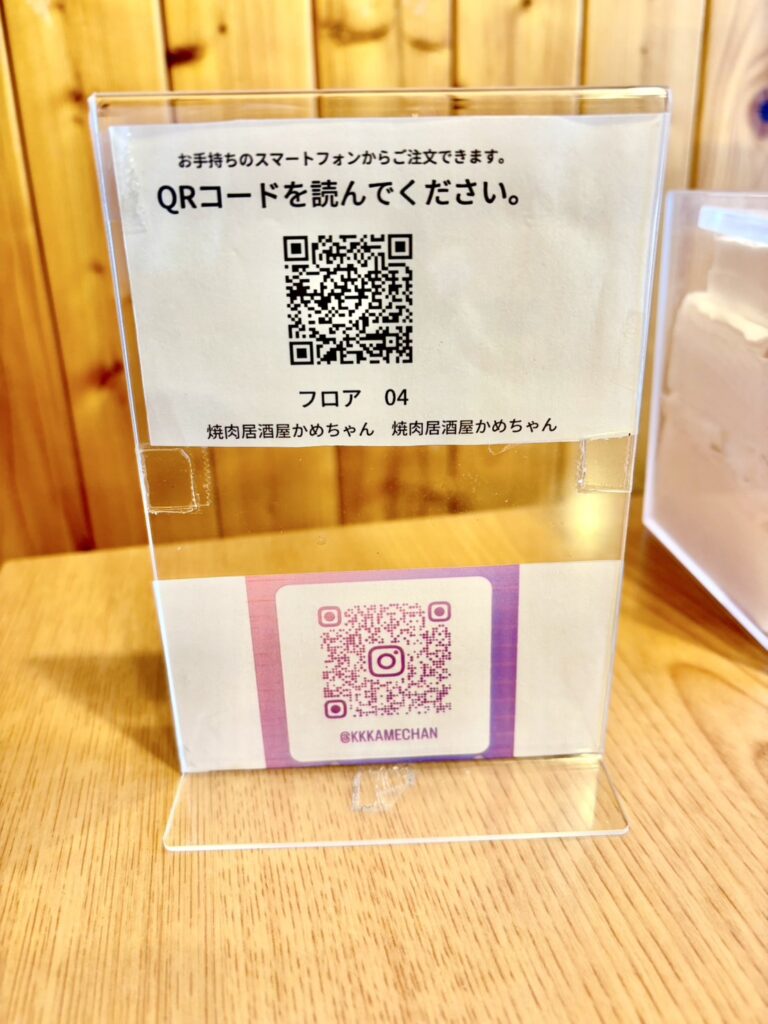 お手持ちのスマートフォンからご注文できます。
QRコードを読んでください。
フロア　04
焼肉居酒屋かめちゃん　焼肉居酒屋かめちゃん
@KKKAMECHAN